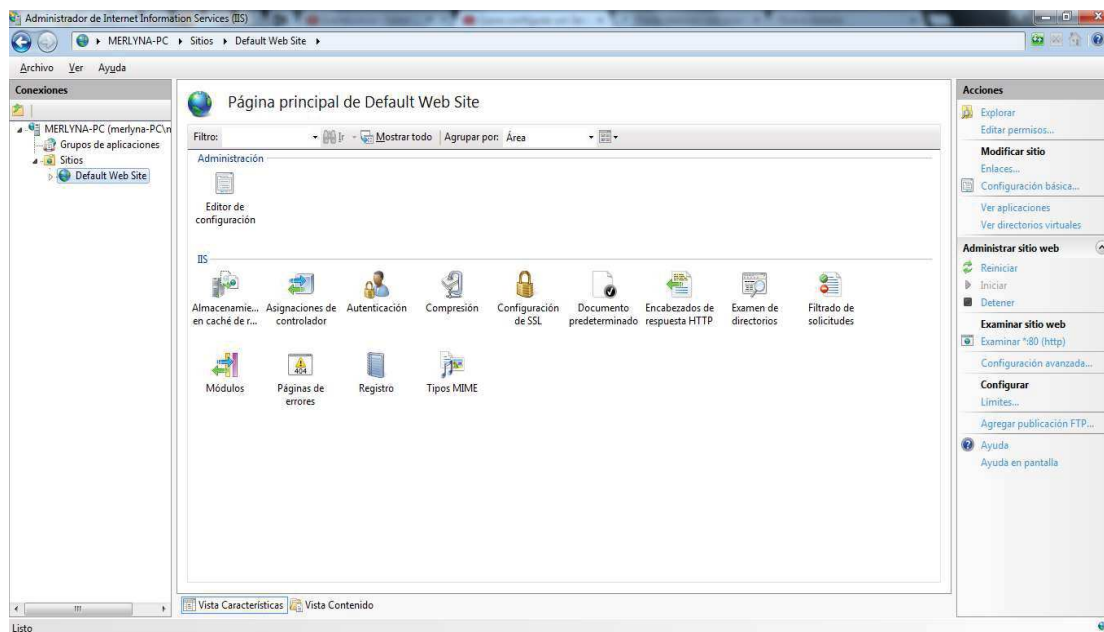 Administrador de Internet Information Services (IIS)
MERLYNA-PC Sitios Default Web Site
Archivo Ver Ayuda
Conexiones
MERLYNA-PC (merlyna-PC\n
Grupos de aplicaciones
Sitios
Default Web Site
Página principal de Default Web Site
Filtro: Ir Mostrar todo Agrupar por: Área
Administración
Editor de
configuración
IIS
Almacenamie... Asignaciones de Autenticación Compresión Configuración Documento Encabezados de Examen de Filtrado de
en caché de r... controlador de SSL predeterminado respuesta HTTP directorios solicitudes
404
Módulos Páginas de Registro Tipos MIME
errores
Vista Características Vista Contenido
Listo
Acciones
Explorar
Editar permisos...
Modificar sitio
Enlaces...
Configuración básica...
Ver aplicaciones
Ver directorios virtuales
Administrar sitio web
Reiniciar
Iniciar
Detener
Examinar sitio web
Examinar *:80 (http)
Configuración avanzada...
Configurar
Límites...
Agregar publicación FTP...
Ayuda
Ayuda en pantalla